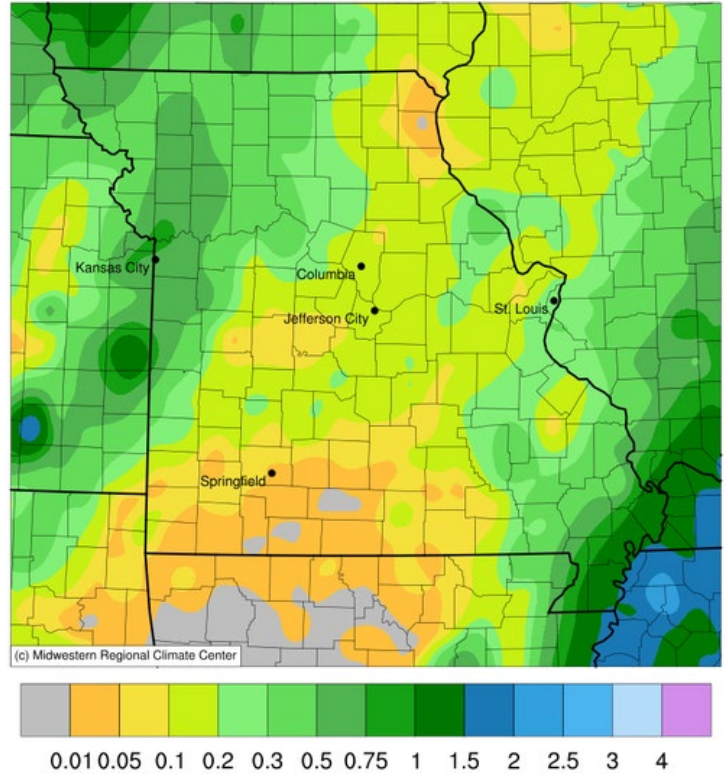 Kansas City
Columbia
Jefferson City
St. Louis
Springfield
(c) Midwestern Regional Climate Center
0.01 0.05 0.1 0.2 0.3 0.5 0.75 1 1.5 2 2.5 3 4